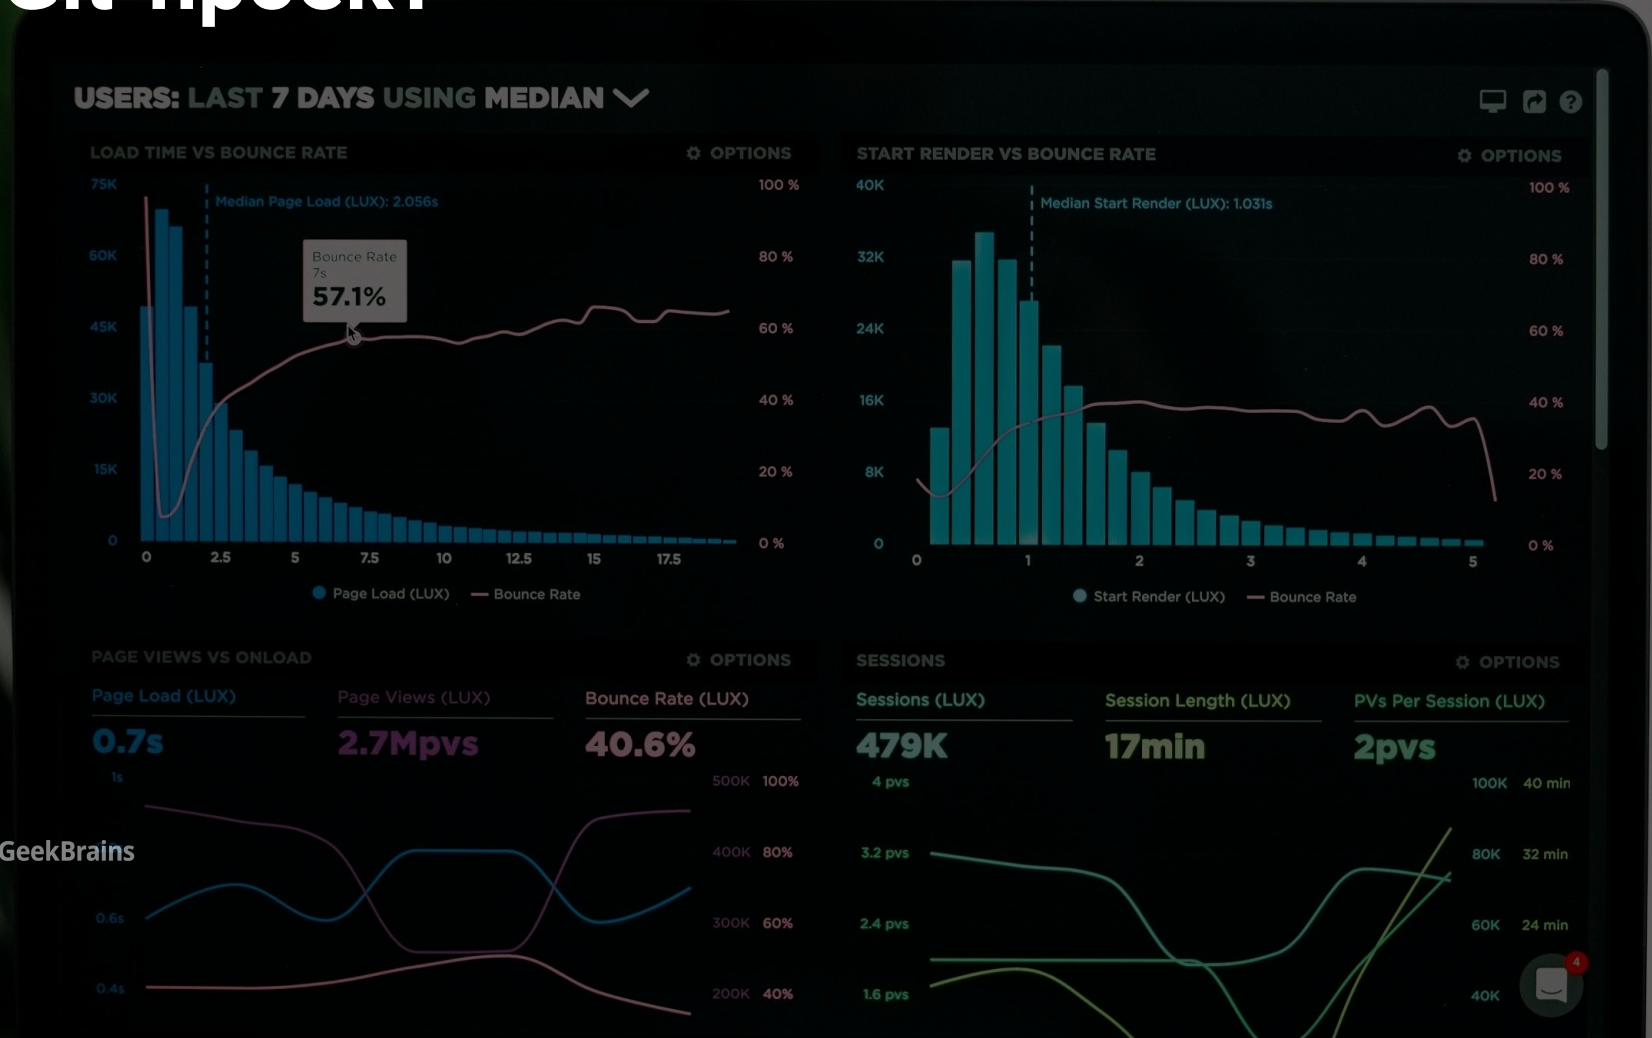 USERS: LAST 7 DAYS USING MEDIAN
LOAD TIME VS BOUNCE RATE
OPTIONS
75K
100 %
Median Page Load (LUX): 2.056s
60K
80 %
Bounce Rate
7s
57.1%
45K
60 %
30K
40 %
15K
20 %
0
0 %
0 2.5 5 7.5 10 12.5 15 17.5
Page Load (LUX) Bounce Rate
START RENDER VS BOUNCE RATE
OPTIONS
40K
100 %
Median Start Render (LUX): 1.031s
32K
80 %
24K
60 %
16K
40 %
8K
20 %
0
0 %
0 1 2 3 4 5
Start Render (LUX) Bounce Rate
PAGE VIEWS VS ONLOAD
OPTIONS
Page Load (LUX) Page Views (LUX) Bounce Rate (LUX)
0.7s 2.7Mpvs 40.6%
1s
500K 100%
GeekBrains
400K 80%
0.6s
300K 60%
0.4s
200K 40%
SESSIONS
OPTIONS
Sessions (LUX) Session Length (LUX) PVs Per Session (LUX)
479K 17min 2pvs
4 pvs
100K 40 min
3.2 pvs
80K 32 min
2.4 pvs
60K 24 min
1.6 pvs
40K
4